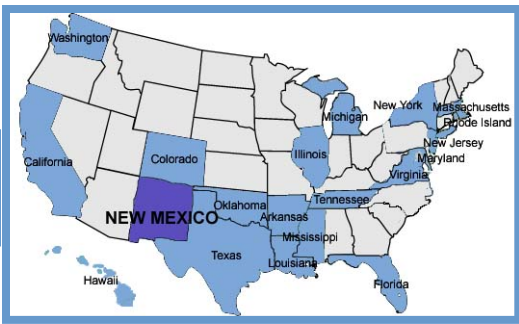 Washington
New York
Massachusetts
Michigan
Rhode Island
New Jersey
Illinois
Maryland
California
Colorado
Virginia
Tennessee
Oklahoma
NEW MEXICO
Arkansas
Mississippi
Texas
Louisiana
Hawaii
Florida